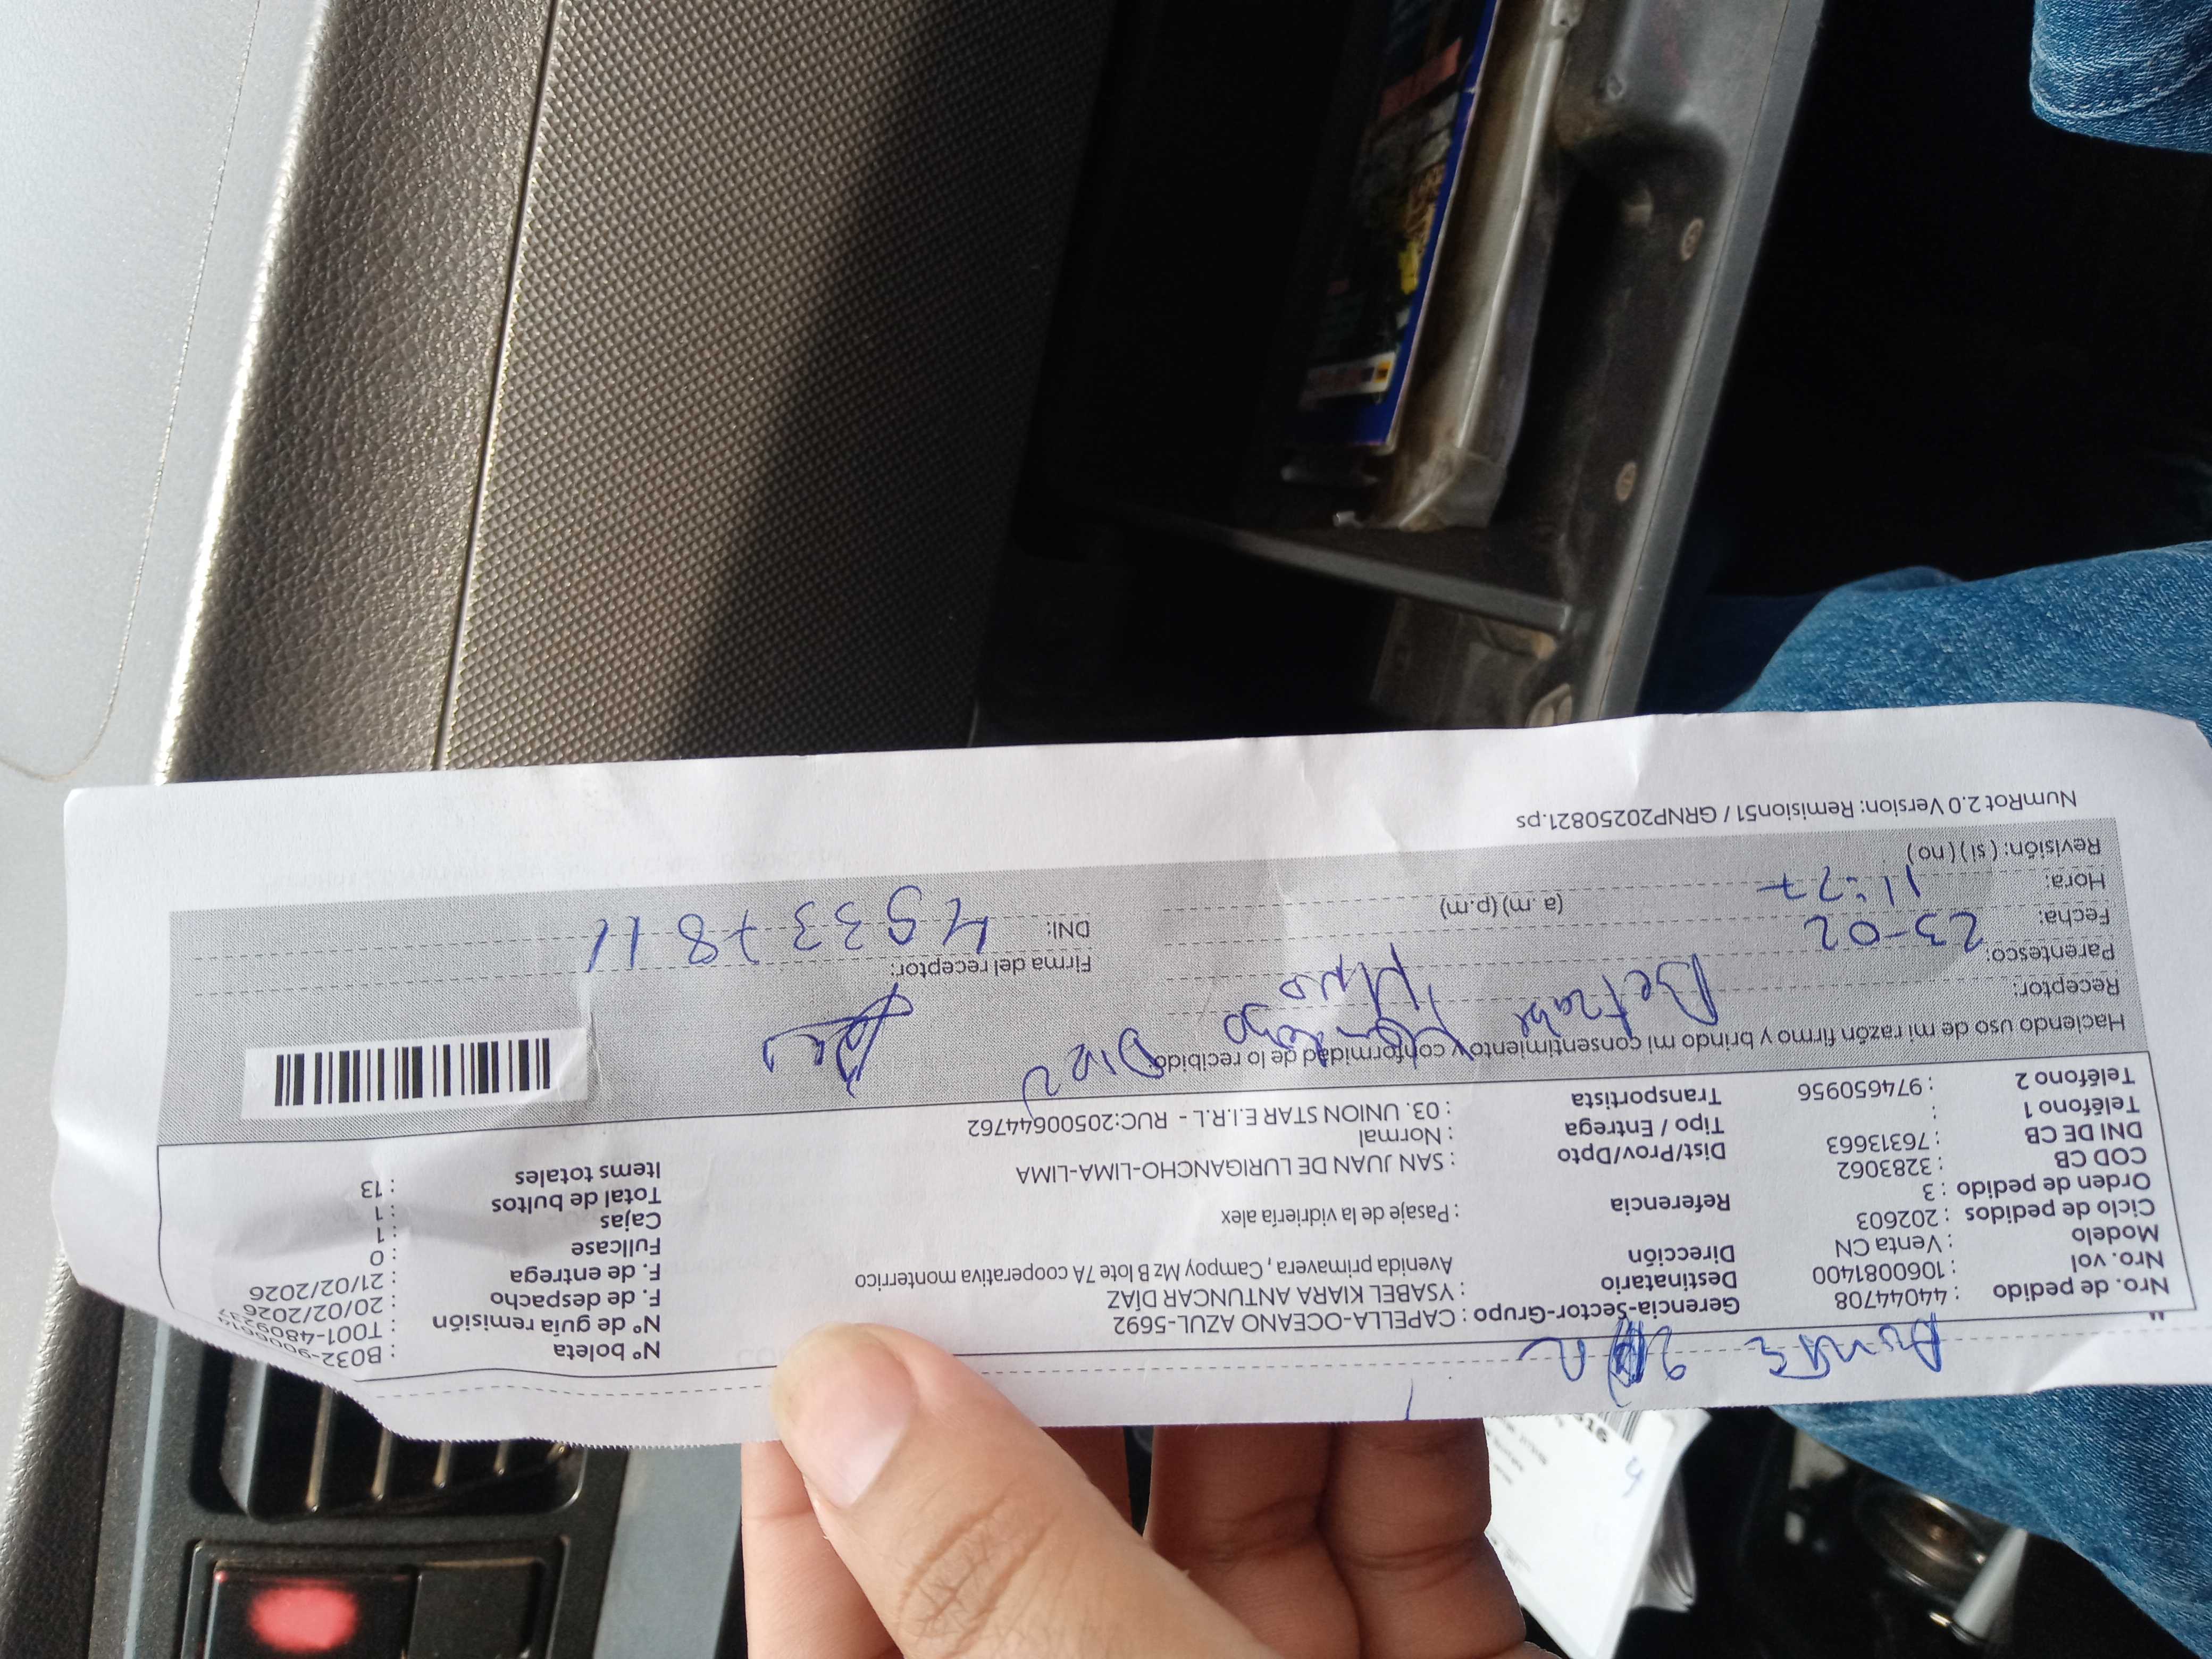 Nro. de pedido : 44044708
Nro. vol : 1060081400
Modelo : Venta CN
Ciclo de pedidos : 202603
Orden de pedido : 3
COD CB : 3283062
DNI DE CB : 76313663
Teléfono 1 :
Teléfono 2 : 974650956
Gerencia-Sector-Grupo : CAPELLA-OCEANO AZUL-5692
Destinatario : YSABEL KIARA ANTUNCAR DÍAZ
Dirección Avenida primavera , Campoy Mz B lote 7A cooperativa monterrico
Referencia : Pasaje de la vidriería alex
Dist/Prov/Dpto : SAN JUAN DE LURIGANCHO-LIMA-LIMA
Tipo / Entrega : Normal
Transportista : 03. UNION STAR E.I.R.L - RUC:20500644762
N° boleta : B032-
N° de guía remisión : T001-
F. de despacho : 20/02/2026
F. de entrega : 21/02/2026
Fullcase : 0
Cajas : 1
Total de bultos : 1
Items totales : 13
Haciendo uso de mi razón firmo y brindo mi consentimiento y conformidad de lo recibido
Receptor: Betzabe
Parentesco:
Fecha: 23-02
Hora: 11:27 (a .m) (p.m)
Revisión: ( si ) ( no )
Firma del receptor:
DNI:
NumRot 2.0 Version: Remision51 / GRNP20250821.ps